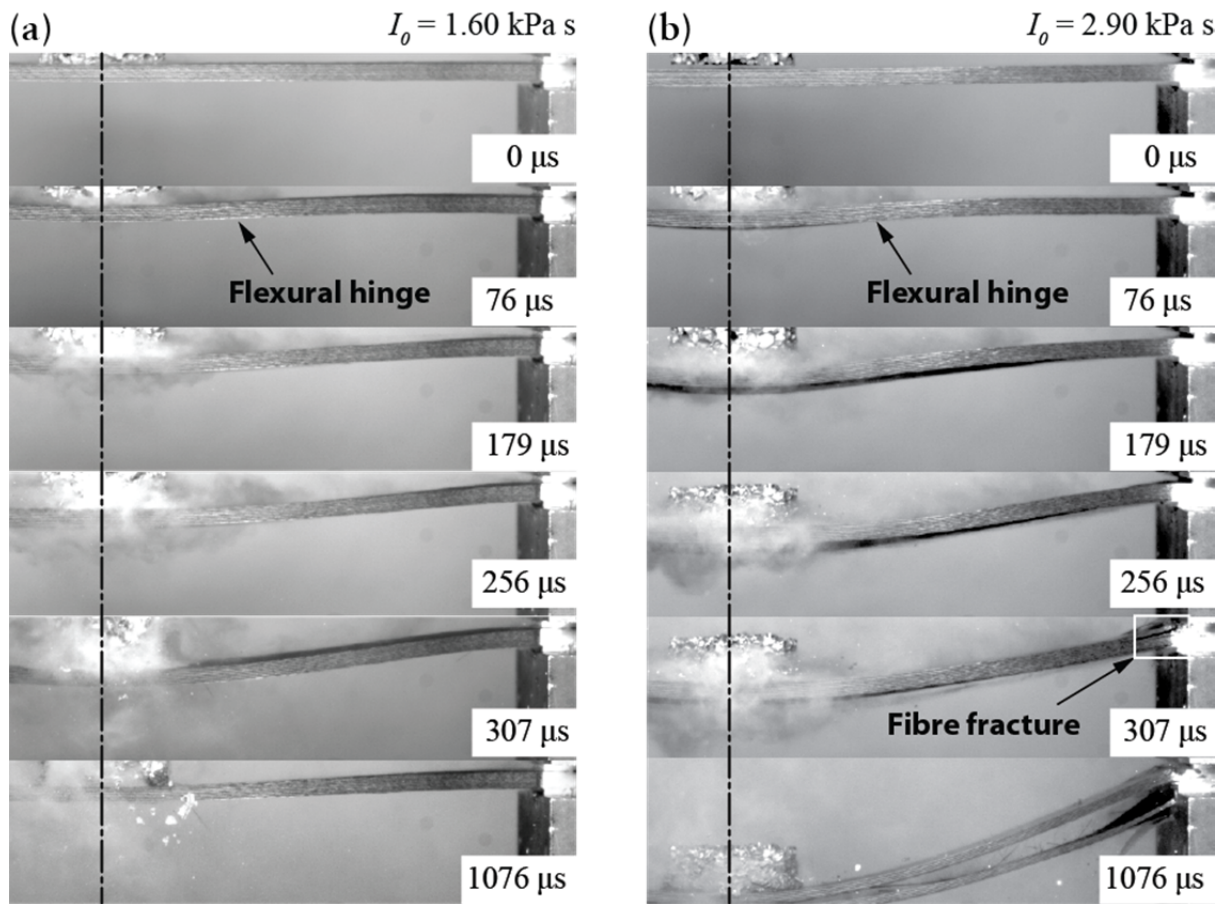 (a) I₀ = 1.60 kPa s
0 µs
Flexural hinge
76 µs
179 µs
256 µs
307 µs
1076 µs
(b) I₀ = 2.90 kPa s
0 µs
Flexural hinge
76 µs
179 µs
256 µs
Fibre fracture
307 µs
1076 µs